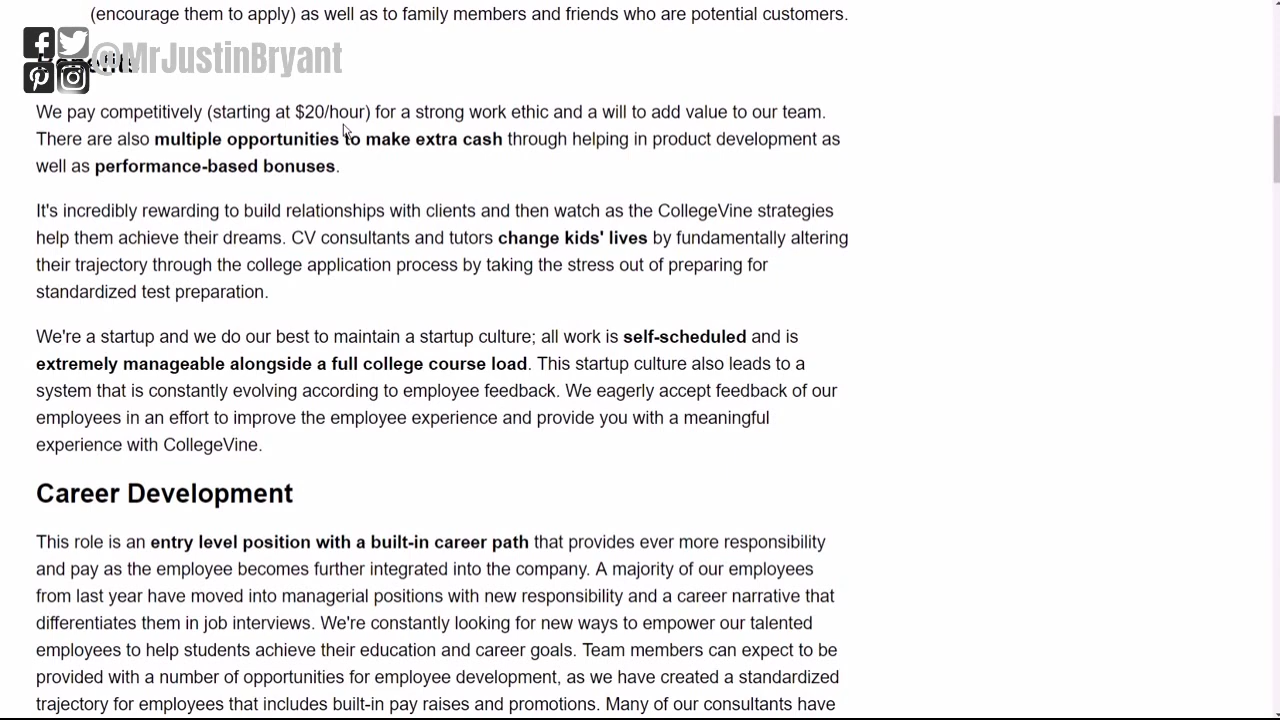 (encourage them to apply) as well as to family members and friends who are potential customers.
@MrJustinBryant
Benefits
We pay competitively (starting at $20/hour) for a strong work ethic and a will to add value to our team.
There are also multiple opportunities to make extra cash through helping in product development as
well as performance-based bonuses.
It's incredibly rewarding to build relationships with clients and then watch as the CollegeVine strategies
help them achieve their dreams. CV consultants and tutors change kids' lives by fundamentally altering
their trajectory through the college application process by taking the stress out of preparing for
standardized test preparation.
We're a startup and we do our best to maintain a startup culture; all work is self-scheduled and is
extremely manageable alongside a full college course load. This startup culture also leads to a
system that is constantly evolving according to employee feedback. We eagerly accept feedback of our
employees in an effort to improve the employee experience and provide you with a meaningful
experience with CollegeVine.
Career Development
This role is an entry level position with a built-in career path that provides ever more responsibility
and pay as the employee becomes further integrated into the company. A majority of our employees
from last year have moved into managerial positions with new responsibility and a career narrative that
differentiates them in job interviews. We're constantly looking for new ways to empower our talented
employees to help students achieve their education and career goals. Team members can expect to be
provided with a number of opportunities for employee development, as we have created a standardized
trajectory for employees that includes built-in pay raises and promotions. Many of our consultants have